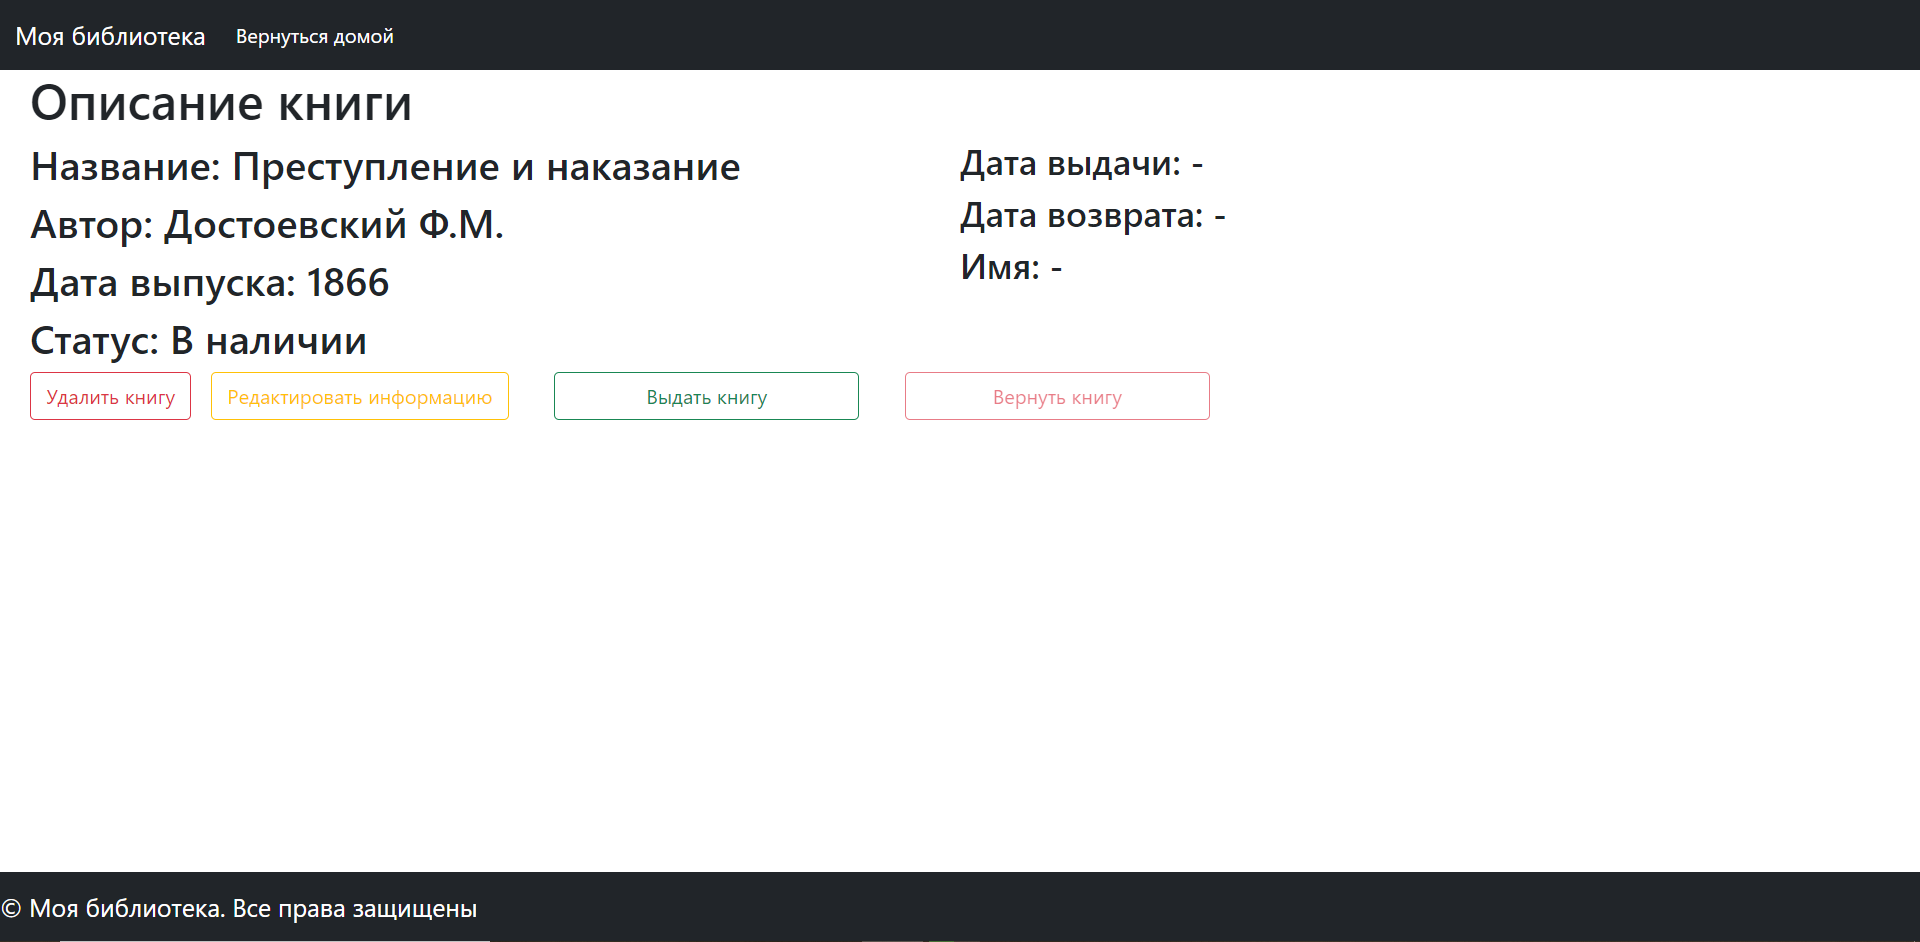 Моя библиотека Вернуться домой
Описание книги
Название: Преступление и наказание
Автор: Достоевский Ф.М.
Дата выпуска: 1866
Статус: В наличии
Дата выдачи: -
Дата возврата: -
Имя: -
Удалить книгу Редактировать информацию Выдать книгу Вернуть книгу
© Моя библиотека. Все права защищены